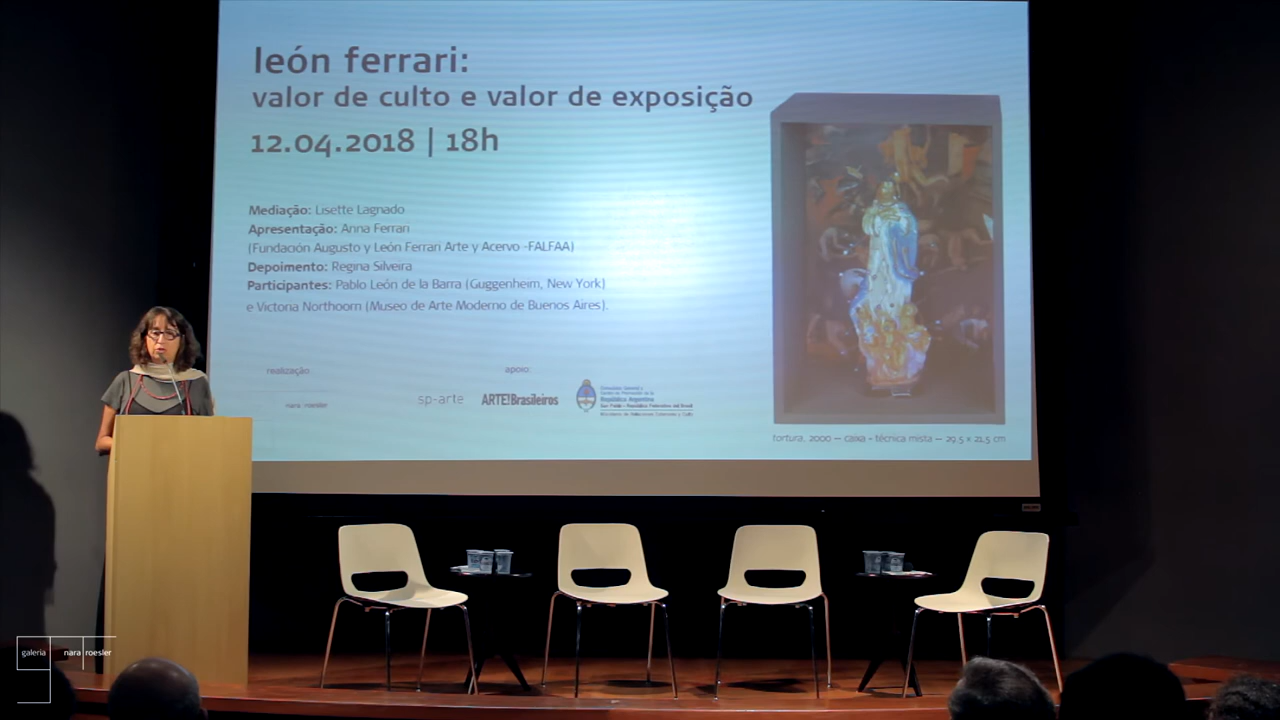 león ferrari:
valor de culto e valor de exposição
12.04.2018 | 18h
Mediação: Lisette Lagnado
Apresentação: Anna Ferrari
(Fundación Augusto y León Ferrari Arte y Acervo -FALFAA)
Depoimento: Regina Silveira
Participantes: Pablo León de la Barra (Guggenheim, New York)
e Victoria Northoorn (Museo de Arte Moderno de Buenos Aires).
realização
apoio
nara roesler
sp-arte
ARTE!Brasileiros
República Argentina
tortura, 2000 — caixa - técnica mista — 29,5 x 21,5 cm
galeria nara roesler